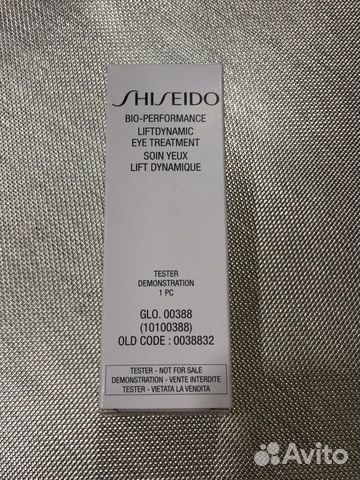 SHISEIDO
BIO-PERFORMANCE
LIFTDYNAMIC
EYE TREATMENT
SOIN YEUX
LIFT DYNAMIQUE
TESTER
DEMONSTRATION
1 PC
GLO. 00388
(10100388)
OLD CODE : 0038832
TESTER - NOT FOR SALE
DEMONSTRATION - VENTE INTERDITE
TESTER - VIETATA LA VENDITA
Avito